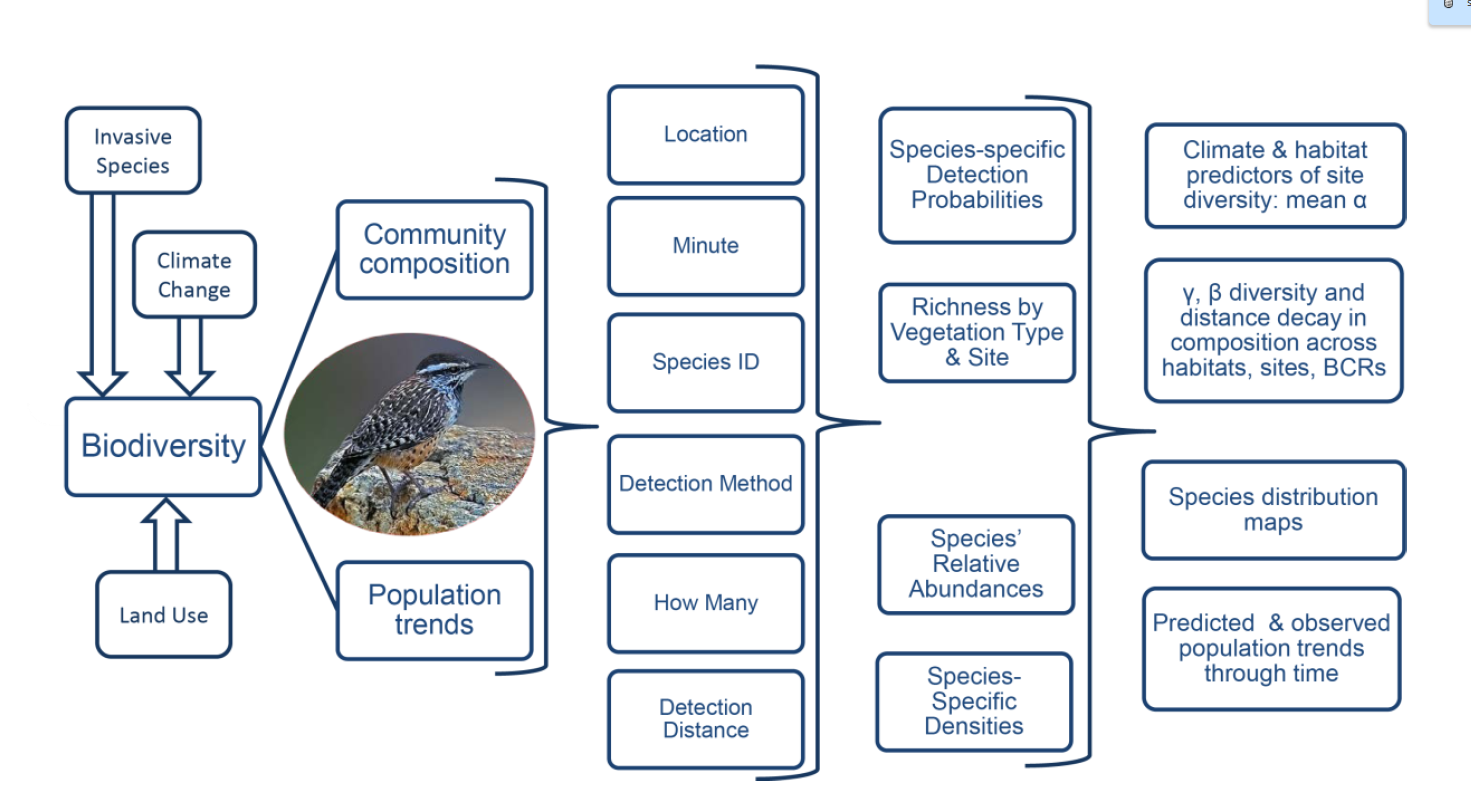 Invasive
Species
Climate
Change
Biodiversity
Land Use
Community
composition
Population
trends
Location
Minute
Species ID
Detection Method
How Many
Detection
Distance
Species-specific
Detection
Probabilities
Richness by
Vegetation Type
& Site
Species’
Relative
Abundances
Species-
Specific
Densities
Climate & habitat
predictors of site
diversity: mean α
γ, β diversity and
distance decay in
composition across
habitats, sites, BCRs
Species distribution
maps
Predicted & observed
population trends
through time